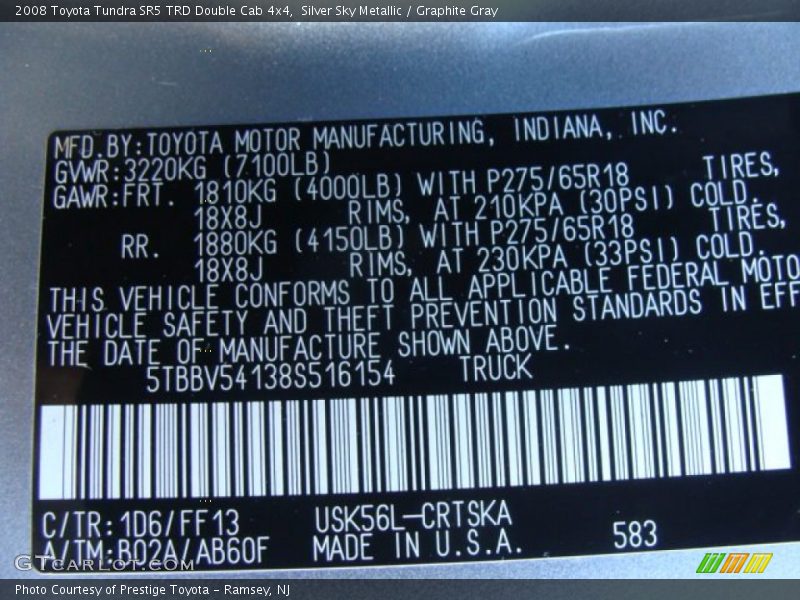 2008 Toyota Tundra SR5 TRD Double Cab 4x4, Silver Sky Metallic / Graphite Gray
MFD.BY:TOYOTA MOTOR MANUFACTURING, INDIANA, INC.
GVWR:3220KG (7100LB)
GAWR:FRT. 1810KG (4000LB) WITH P275/65R18 TIRES,
18X8J RIMS, AT 210KPA (30PSI) COLD.
RR. 1880KG (4150LB) WITH P275/65R18 TIRES,
18X8J RIMS, AT 230KPA (33PSI) COLD.
THIS VEHICLE CONFORMS TO ALL APPLICABLE FEDERAL MOTO
VEHICLE SAFETY AND THEFT PREVENTION STANDARDS IN EFF
THE DATE OF MANUFACTURE SHOWN ABOVE.
5TBBV54138S516154 TRUCK
C/TR:1D6/FF13 USK56L-CRTSKA 583
A/TM:B02A/AB60F MADE IN U.S.A.
GTCARLOT.COM
Photo Courtesy of Prestige Toyota - Ramsey, NJ